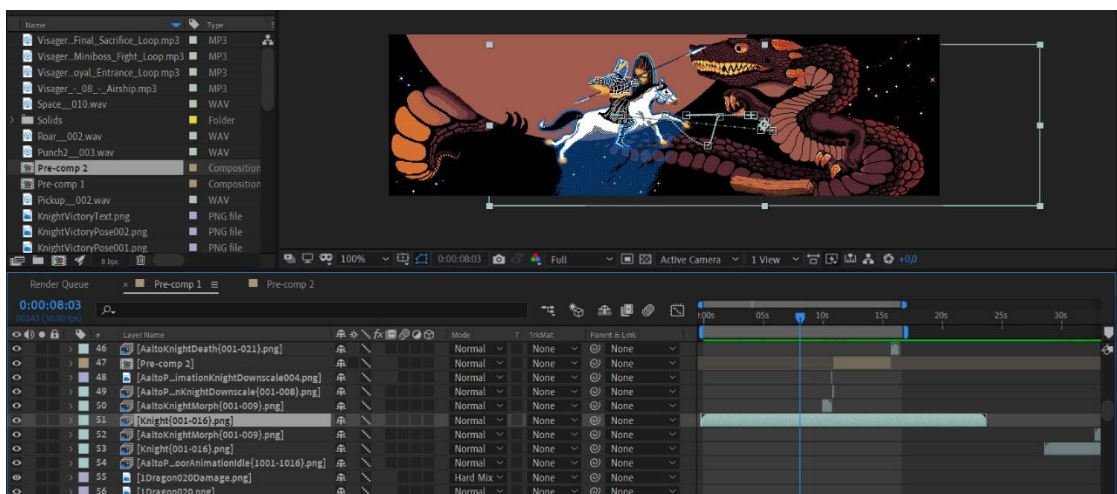 Name Type
Visager...Final_Sacrifice_Loop.mp3 MP3
Visager...Miniboss_Fight_Loop.mp3 MP3
Visager...oyal_Entrance_Loop.mp3 MP3
Visager_-_08_-_Airship.mp3 MP3
Space__010.wav WAV
Solids Folder
Roar__002.wav WAV
Punch2__003.wav WAV
Pre-comp 2 Composition
Pre-comp 1 Composition
Pickup__002.wav WAV
KnightVictoryText.png PNG file
KnightVictoryPose002.png PNG file
KnightVictoryPose001.png PNG file
8 bpc
100% 0:00:08:03 Full Active Camera 1 View +0,0
Render Queue × Pre-comp 1 Pre-comp 2
0:00:08:03
00243 (30.00 fps)
:00s 05s 10s 15s 20s 25s 30s
# Layer Name Mode T TrkMat Parent & Link
46 [AaltoKnightDeath{001-021}.png] Normal None None
47 [Pre-comp 2] Normal None None
48 [AaltoP...imationKnightDownscale004.png] Normal None None
49 [AaltoP...nKnightDownscale{001-008}.png] Normal None None
50 [AaltoKnightMorph{001-009}.png] Normal None None
51 [Knight{001-016}.png] Normal None None
52 [AaltoKnightMorph{001-009}.png] Normal None None
53 [Knight{001-016}.png] Normal None None
54 [AaltoP...oorAnimationIdle{1001-1016}.png] Normal None None
55 [1Dragon020Damage.png] Hard Mix None None
56 [1Dragon020.png] Normal None None